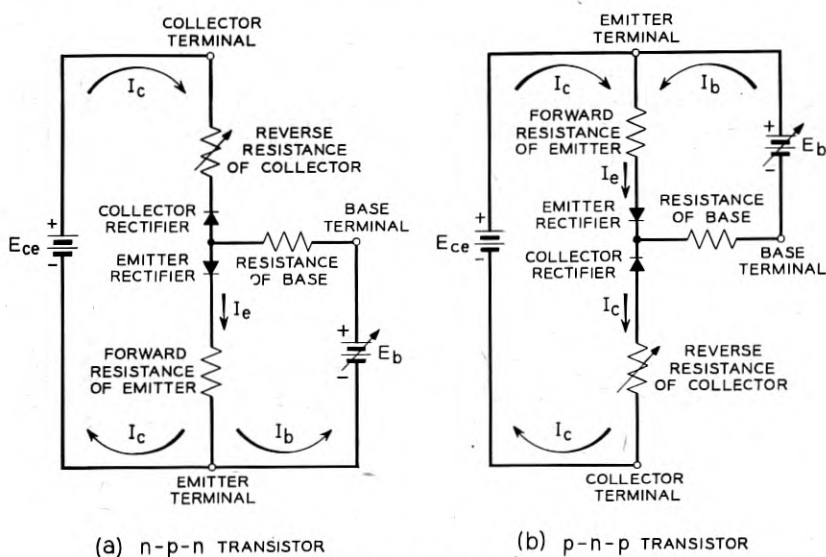 COLLECTOR
TERMINAL
Ic
REVERSE
RESISTANCE
OF COLLECTOR
COLLECTOR
RECTIFIER
BASE
TERMINAL
+
Ece
-
EMITTER
RECTIFIER
RESISTANCE
OF BASE
Ie
+
Eb
-
FORWARD
RESISTANCE
OF EMITTER
Ic
Ib
EMITTER
TERMINAL
(a) n-p-n TRANSISTOR
EMITTER
TERMINAL
Ic
Ib
FORWARD
RESISTANCE
OF EMITTER
+
Eb
-
Ie
EMITTER
RECTIFIER
RESISTANCE
OF BASE
+
Ece
-
COLLECTOR
RECTIFIER
BASE
TERMINAL
Ic
REVERSE
RESISTANCE
OF COLLECTOR
Ic
COLLECTOR
TERMINAL
(b) p-n-p TRANSISTOR